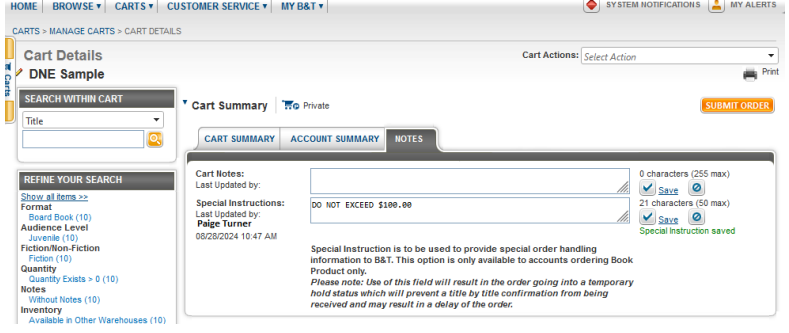 HOME BROWSE ▾ CARTS ▾ CUSTOMER SERVICE ▾ MY B&T ▾ SYSTEM NOTIFICATIONS MY ALERTS
CARTS > MANAGE CARTS > CART DETAILS
Carts
Cart Details
Cart Actions: Select Action
DNE Sample
Print
SEARCH WITHIN CART
Title
Cart Summary Private
SUBMIT ORDER
CART SUMMARY ACCOUNT SUMMARY NOTES
REFINE YOUR SEARCH
Show all items >>
Format
Board Book (10)
Audience Level
Juvenile (10)
Fiction/Non-Fiction
Fiction (10)
Quantity
Quantity Exists > 0 (10)
Notes
Without Notes (10)
Inventory
Available in Other Warehouses (10)
Cart Notes:
Last Updated by:
0 characters (255 max)
Save
Special Instructions:
Last Updated by:
Paige Turner
08/28/2024 10:47 AM
DO NOT EXCEED $100.00
21 characters (50 max)
Save
Special Instruction saved
Special Instruction is to be used to provide special order handling
information to B&T. This option is only available to accounts ordering Book
Product only.
Please note: Use of this field will result in the order going into a temporary
hold status which will prevent a title by title confirmation from being
received and may result in a delay of the order.